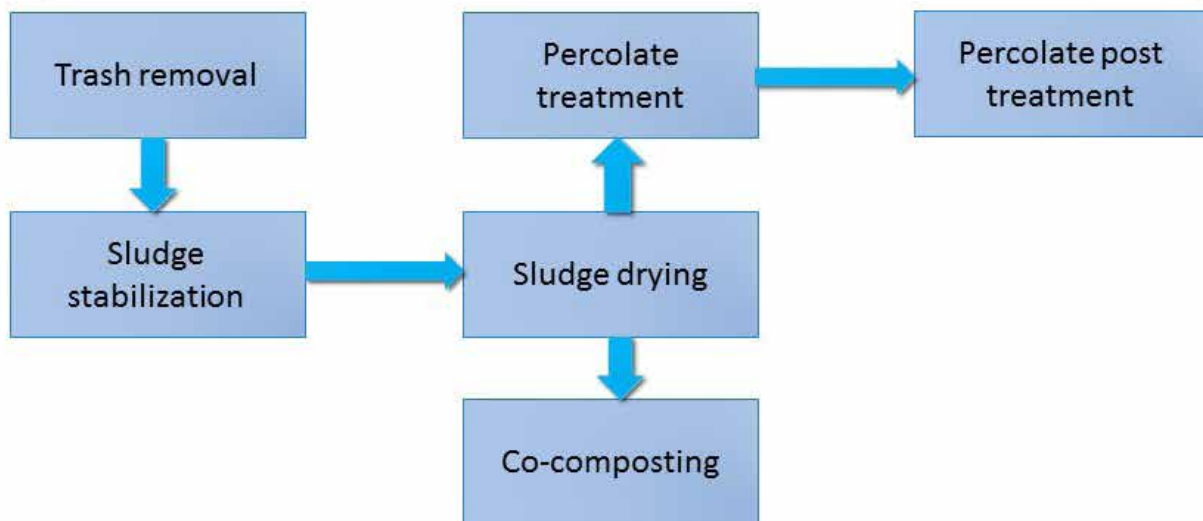 Trash removal
Percolate
treatment
Percolate post
treatment
Sludge
stabilization
Sludge drying
Co-composting